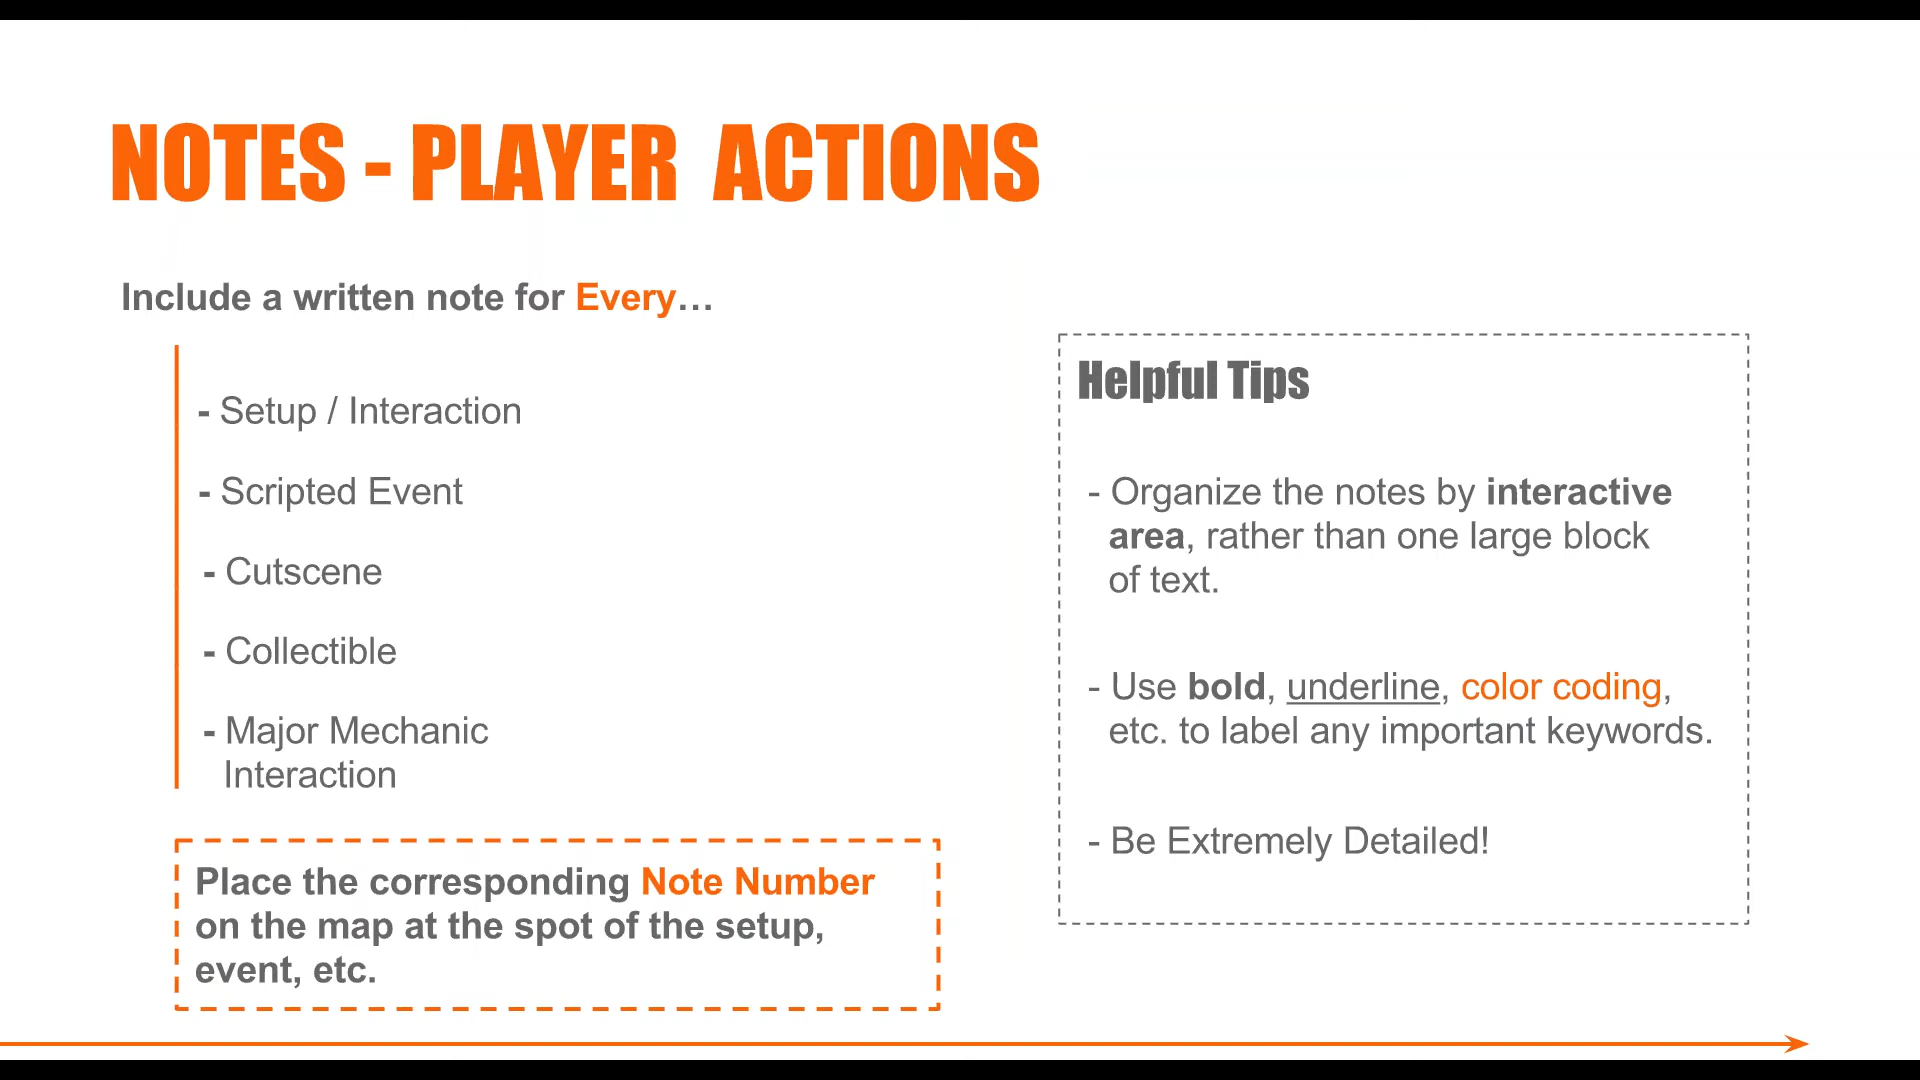 NOTES - PLAYER ACTIONS
Include a written note for Every...
- Setup / Interaction
- Scripted Event
- Cutscene
- Collectible
- Major Mechanic
Interaction
Place the corresponding Note Number
on the map at the spot of the setup,
event, etc.
Helpful Tips
- Organize the notes by interactive
area, rather than one large block
of text.
- Use bold, underline, color coding,
etc. to label any important keywords.
- Be Extremely Detailed!